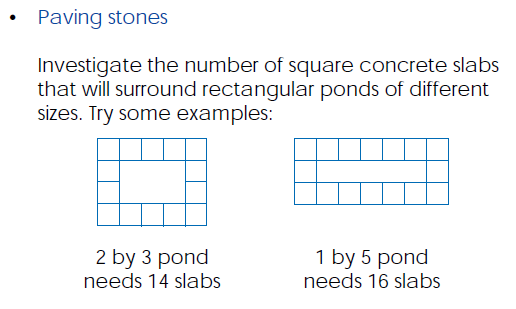 • Paving stones
Investigate the number of square concrete slabs
that will surround rectangular ponds of different
sizes. Try some examples:
2 by 3 pond
needs 14 slabs
1 by 5 pond
needs 16 slabs